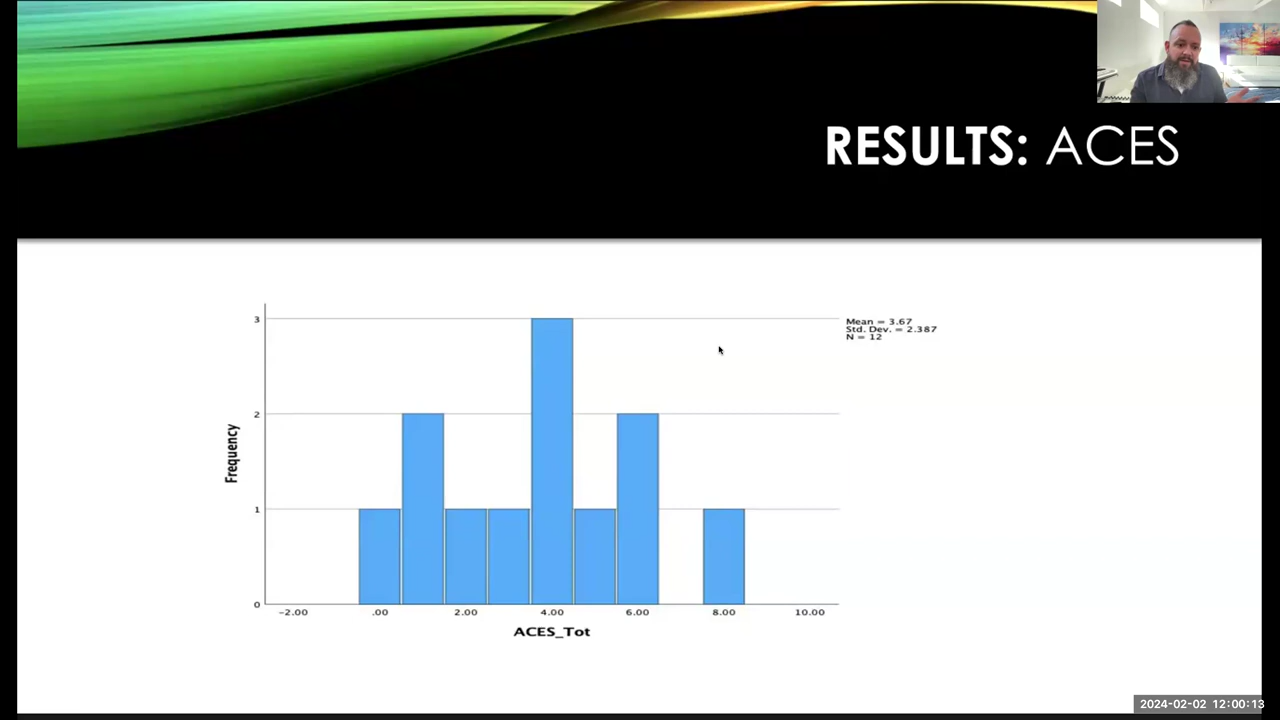 RESULTS: ACES
3
2
1
0
Frequency
-2.00 .00 2.00 4.00 6.00 8.00 10.00
ACES_Tot
Mean = 3.67
Std. Dev. = 2.387
N = 12
2024-02-02 12:00:13